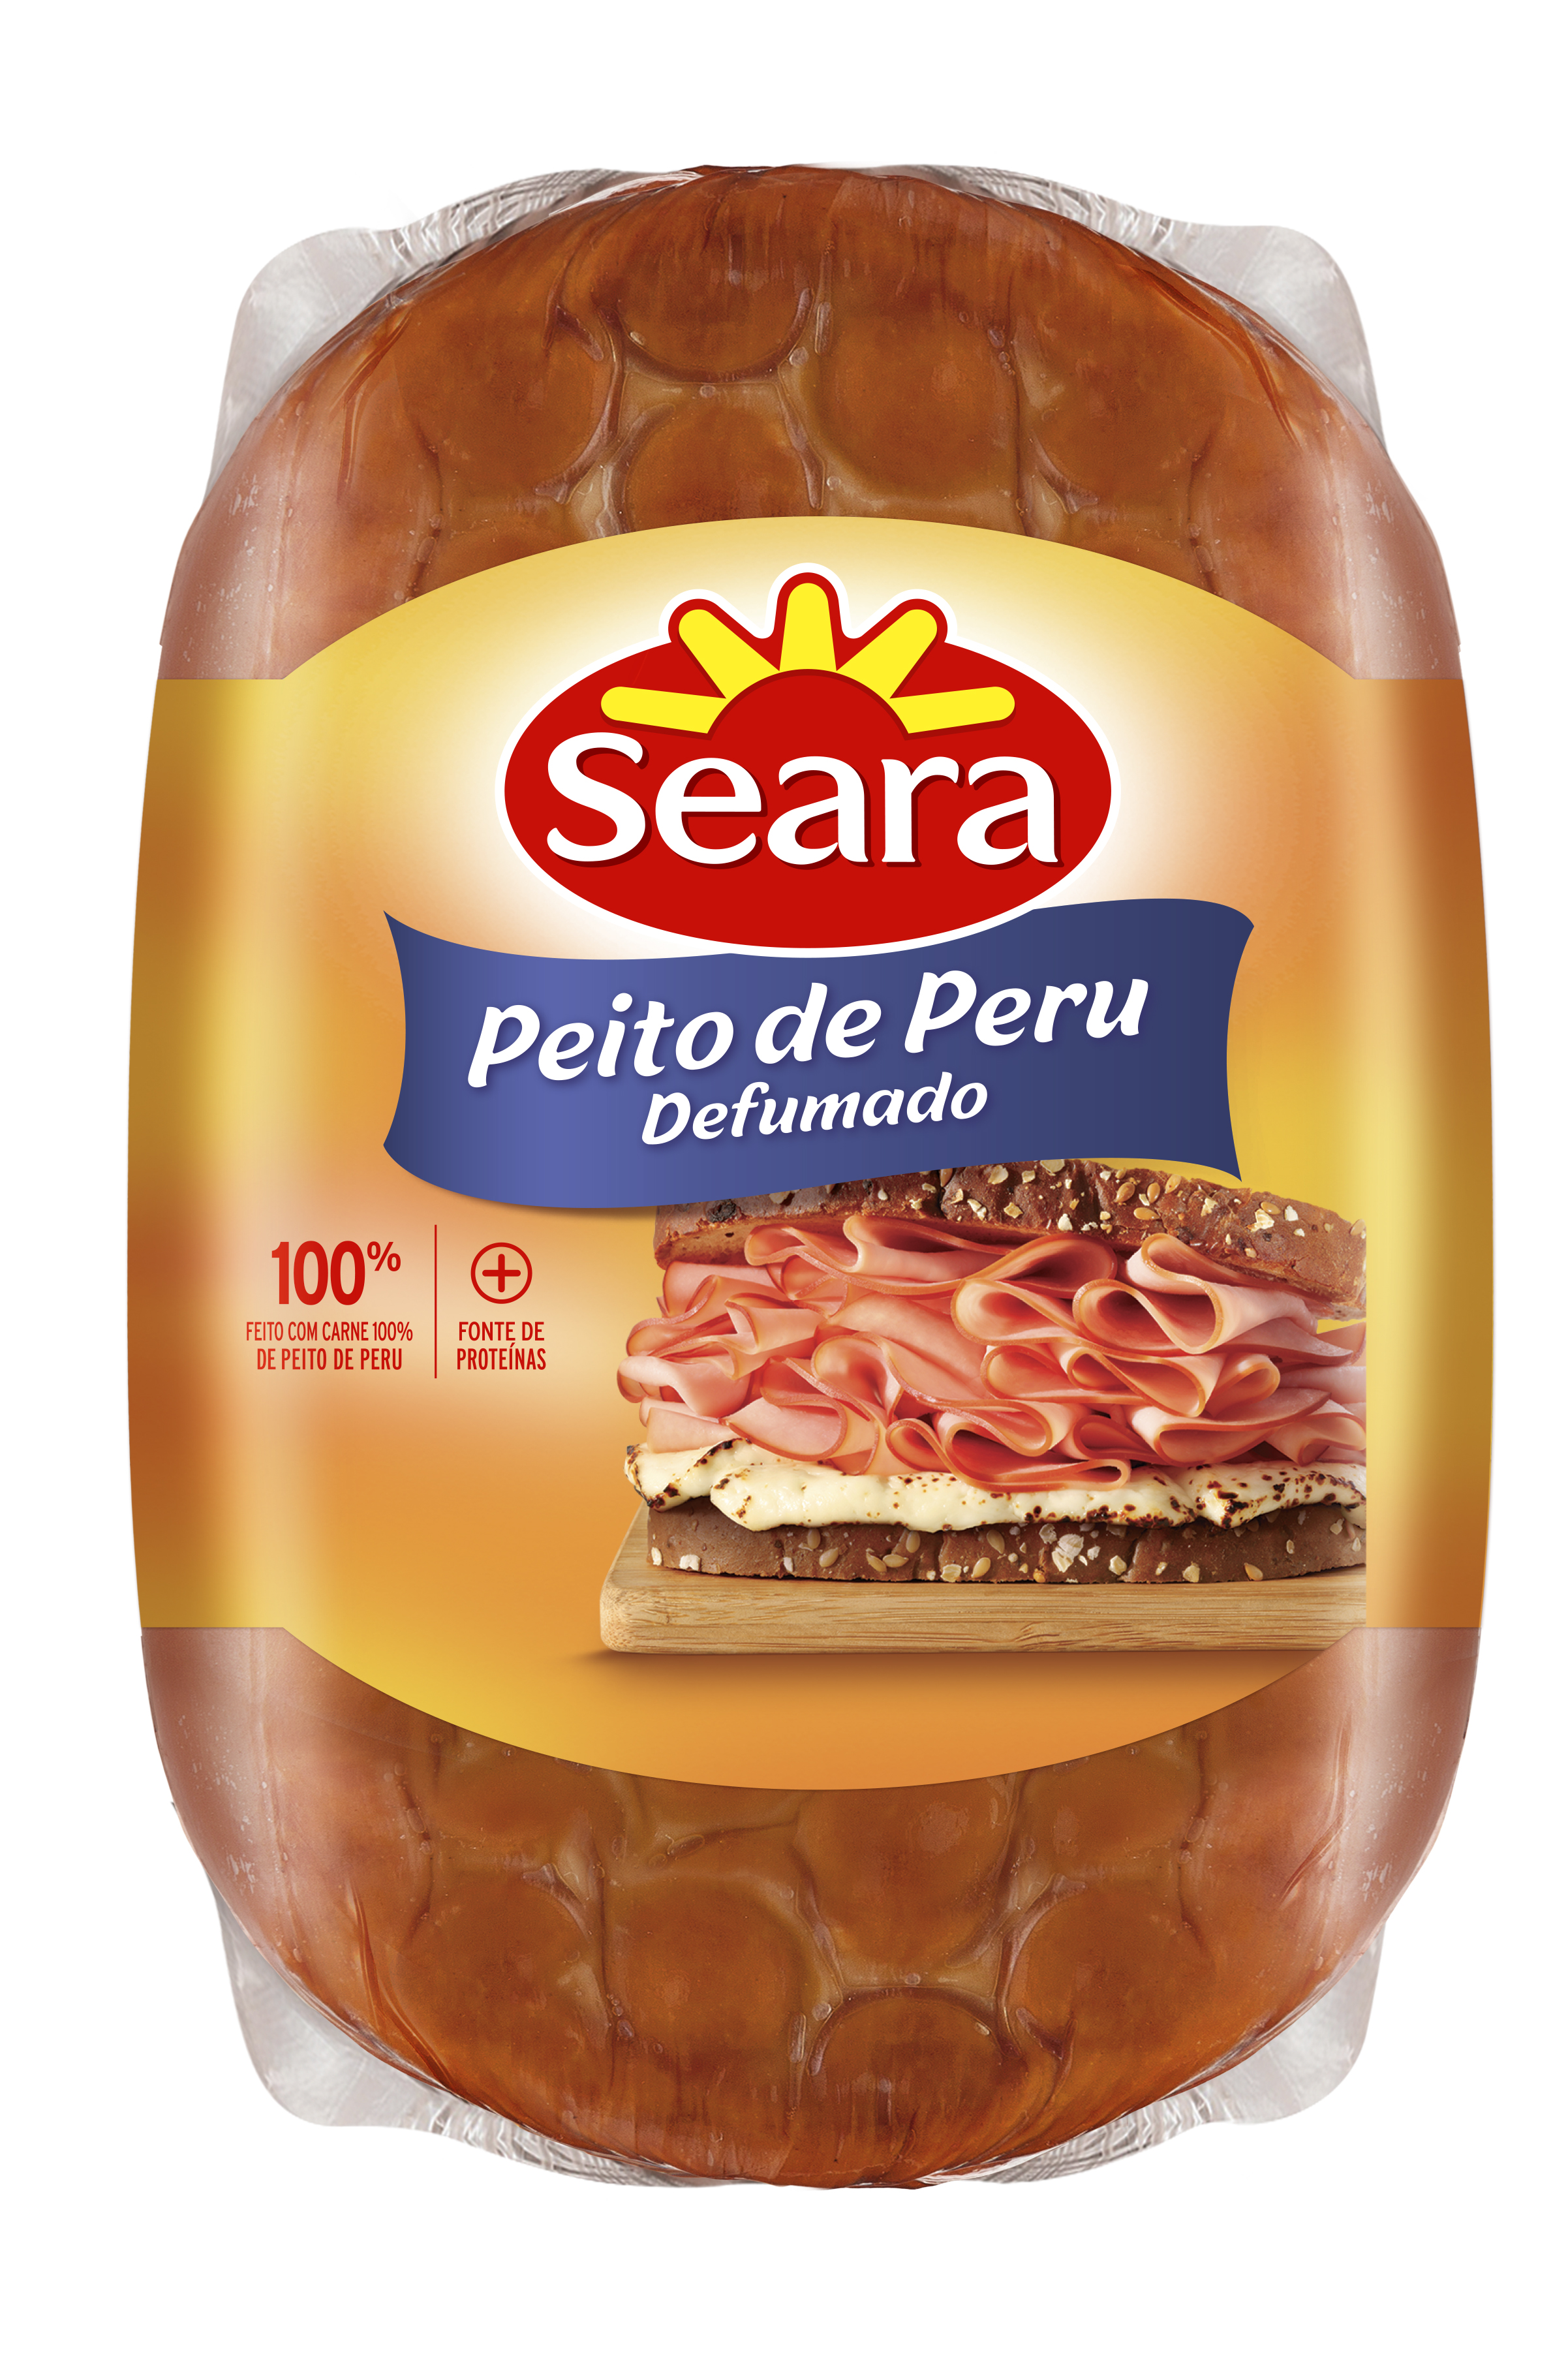 Seara
Peito de Peru
Defumado
100%
FEITO COM CARNE 100%
DE PEITO DE PERU
FONTE DE
PROTEÍNAS